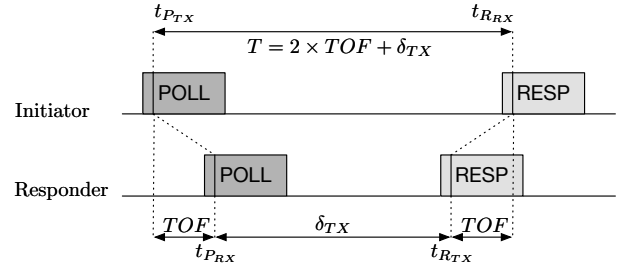 t_{P_{TX}} t_{R_{RX}}
T = 2 × TOF + δ_{TX}
POLL RESP
Initiator
POLL RESP
Responder
TOF δ_{TX} TOF
t_{P_{RX}} t_{R_{TX}}